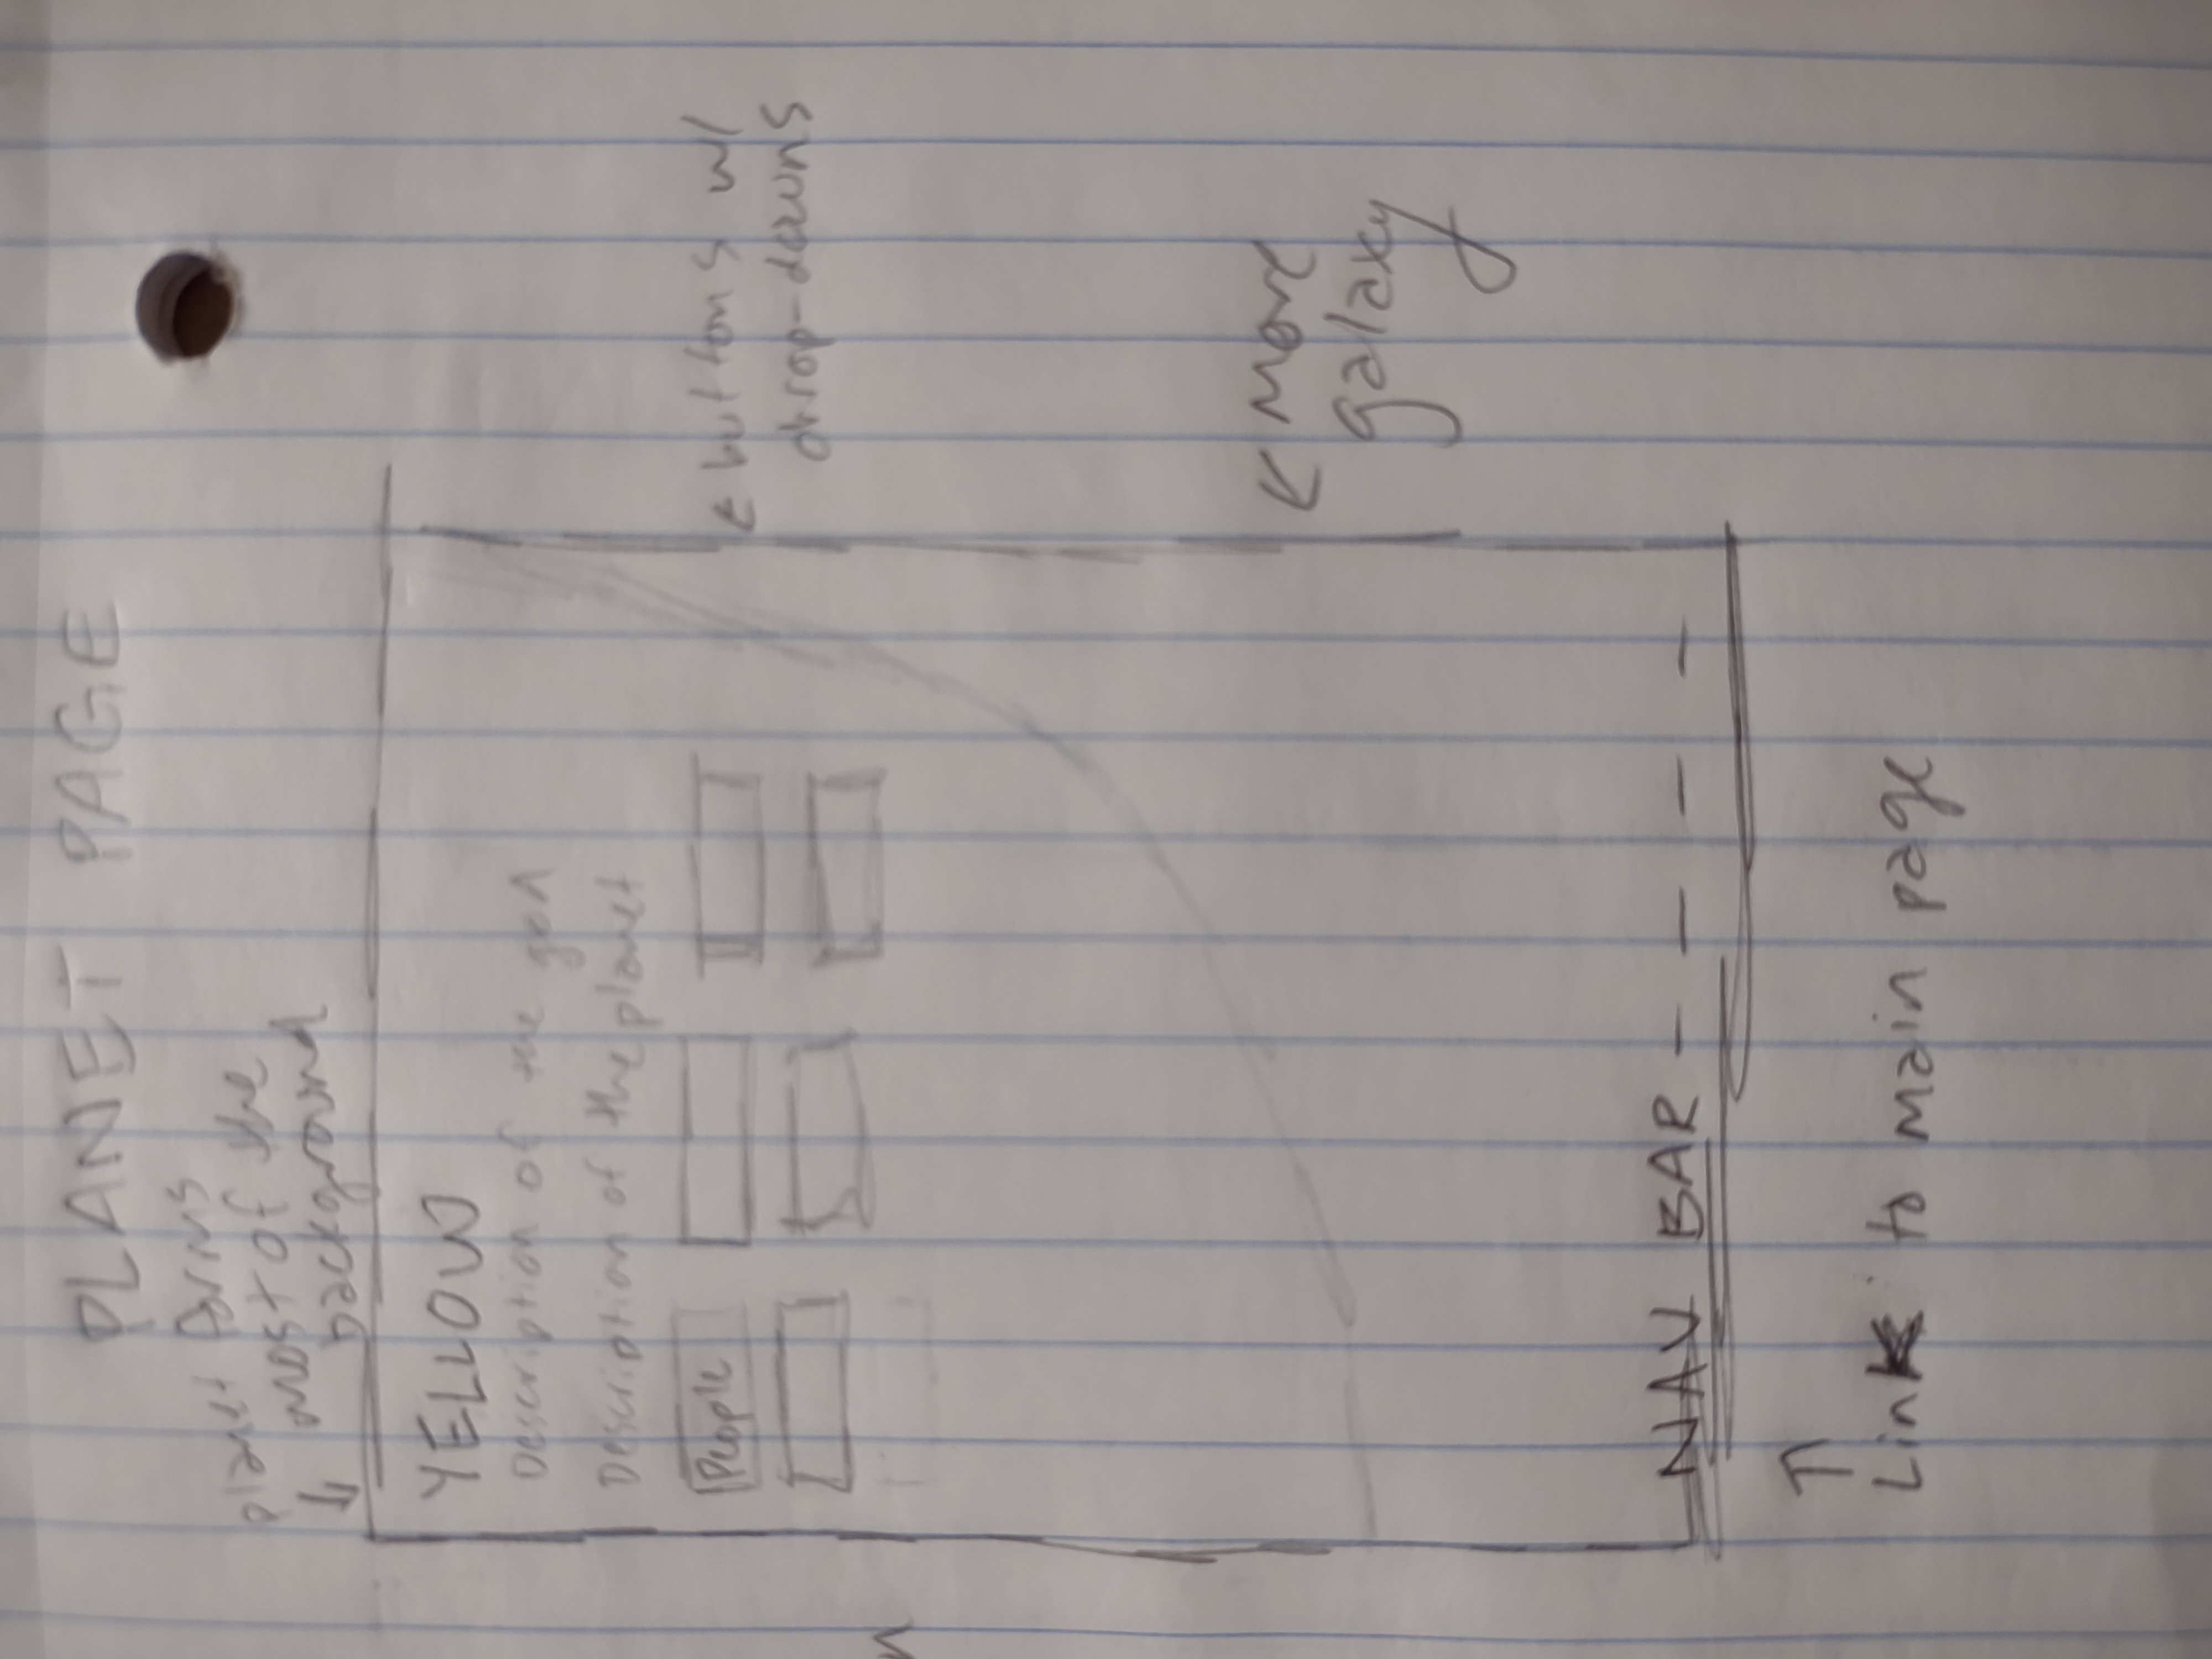 PLANET PAGE
planet forms
most of the
background
YELLOW
Description of the god
Description of the planet
People
← buttons w/
drop-downs
n
← More
galaxy
NAV BAR - - - -
↑
Link to main page